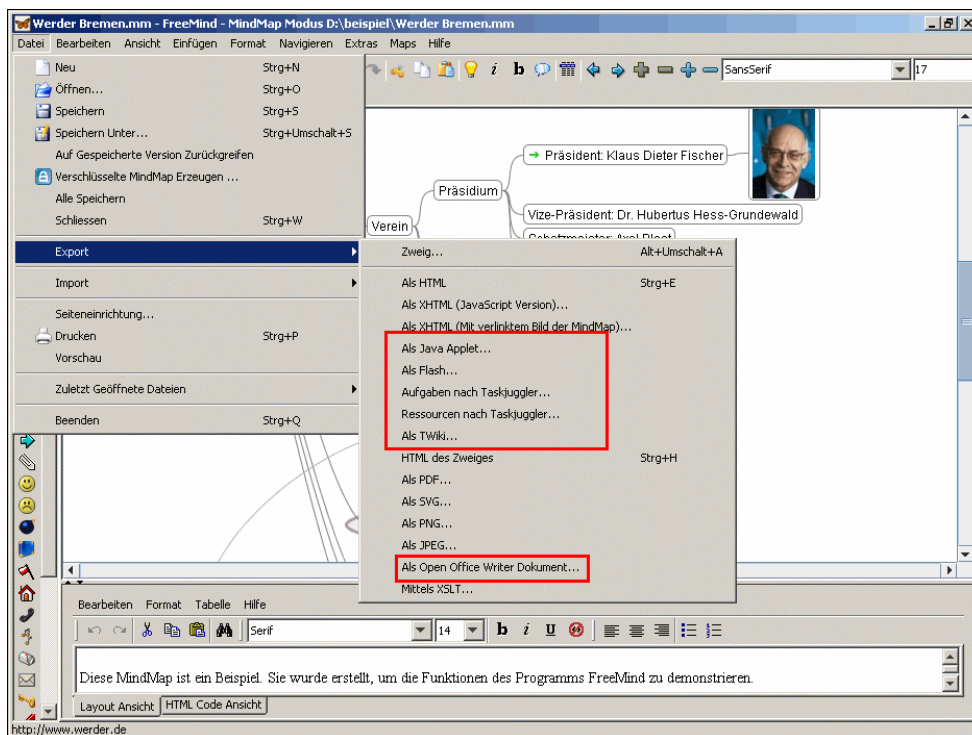 Werder Bremen.mm - FreeMind - MindMap Modus D:\beispiel\Werder Bremen.mm
Datei Bearbeiten Ansicht Einfügen Format Navigieren Extras Maps Hilfe
Neu Strg+N
Öffnen... Strg+O
Speichern Strg+S
Speichern Unter... Strg+Umschalt+S
Auf Gespeicherte Version Zurückgreifen
Verschlüsselte MindMap Erzeugen ...
Alle Speichern
Schliessen Strg+W
Export
Import
Seiteneinrichtung...
Drucken Strg+P
Vorschau
Zuletzt Geöffnete Dateien
Beenden Strg+Q
i b SansSerif 17
Präsident: Klaus Dieter Fischer
Präsidium
Vize-Präsident: Dr. Hubertus Hess-Grundewald
Verein
Zweig... Alt+Umschalt+A
Als HTML Strg+E
Als XHTML (JavaScript Version)...
Als XHTML (Mit verlinktem Bild der MindMap)...
Als Java Applet...
Als Flash...
Aufgaben nach Taskjuggler...
Ressourcen nach Taskjuggler...
Als TWiki...
HTML des Zweiges Strg+H
Als PDF...
Als SVG...
Als PNG...
Als JPEG...
Als Open Office Writer Dokument...
Mittels XSLT...
Bearbeiten Format Tabelle Hilfe
Serif 14 b i U
Diese MindMap ist ein Beispiel. Sie wurde erstellt, um die Funktionen des Programms FreeMind zu demonstrieren.
Layout Ansicht HTML Code Ansicht
http://www.werder.de